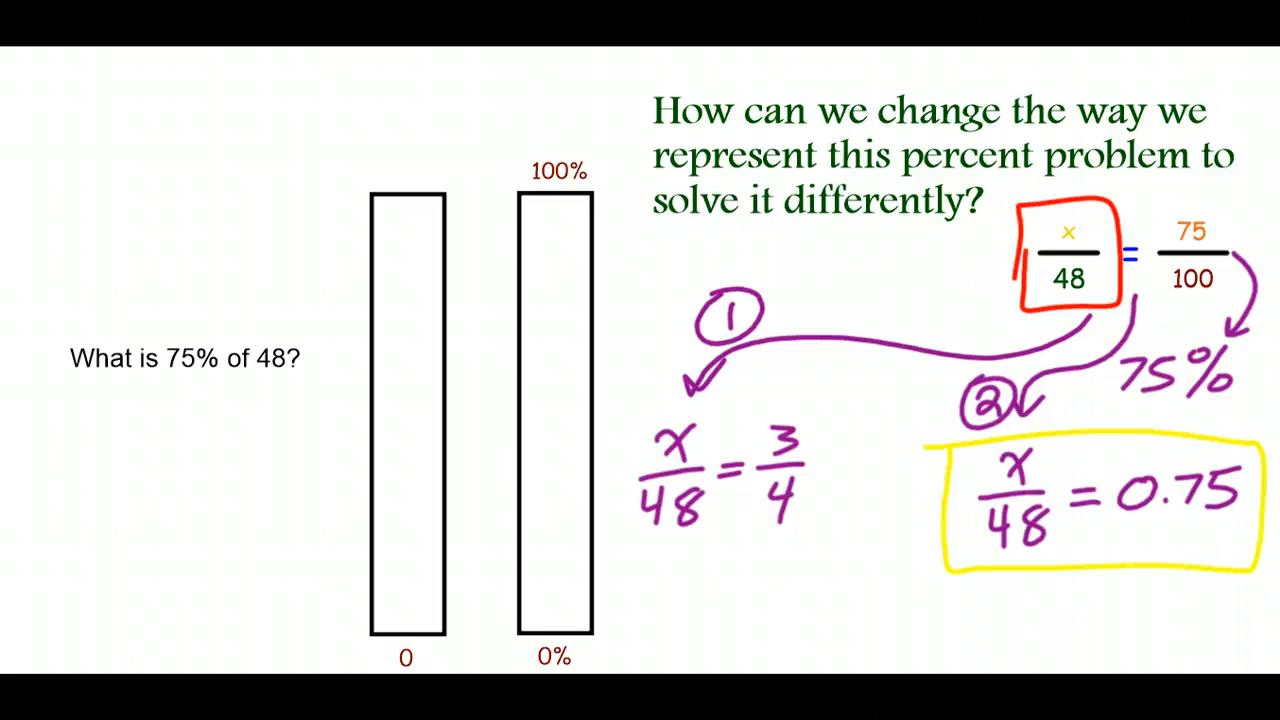 How can we change the way we
represent this percent problem to
solve it differently?
100%
x
48
=
75
100
1
What is 75% of 48?
2
75%
x
48
=
3
4
x
48
= 0.75
0
0%